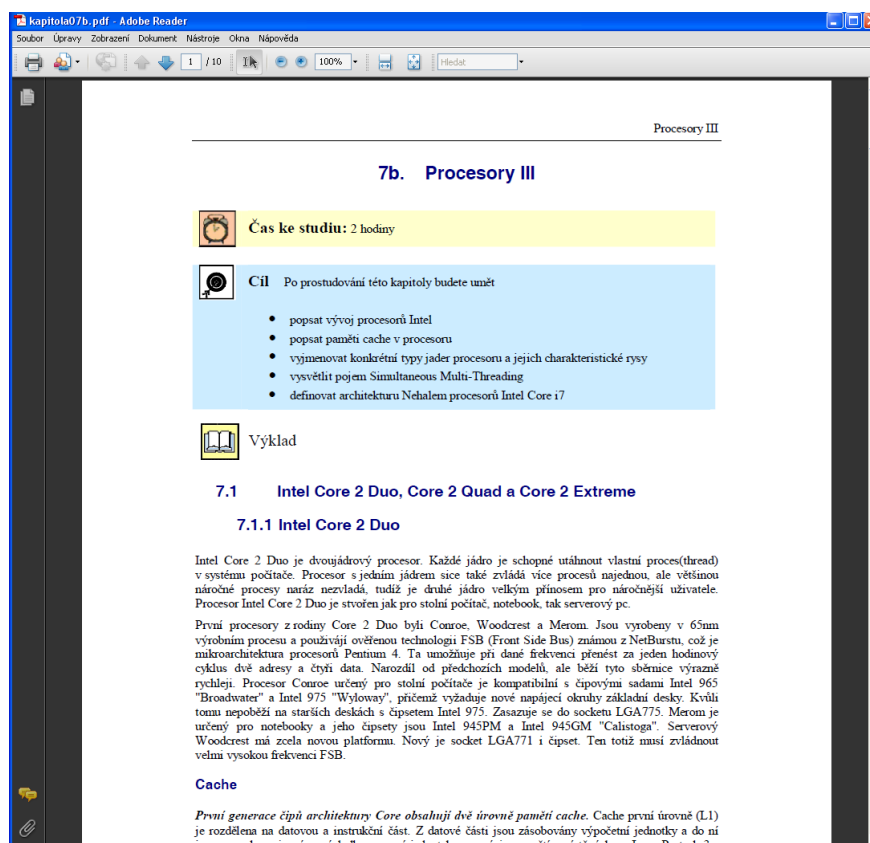 kapitola07b.pdf - Adobe Reader
Soubor Úpravy Zobrazení Dokument Nástroje Okna Nápověda
1 / 10 100% Hledat
Procesory III
7b. Procesory III
Čas ke studiu: 2 hodiny
Cíl Po prostudování této kapitoly budete umět
• popsat vývoj procesorů Intel
• popsat paměti cache v procesoru
• vyjmenovat konkrétní typy jader procesoru a jejich charakteristické rysy
• vysvětlit pojem Simultaneous Multi-Threading
• definovat architekturu Nehalem procesorů Intel Core i7
Výklad
7.1 Intel Core 2 Duo, Core 2 Quad a Core 2 Extreme
7.1.1 Intel Core 2 Duo
Intel Core 2 Duo je dvoujádrový procesor. Každé jádro je schopné utáhnout vlastní proces(thread)
v systému počítače. Procesor s jedním jádrem sice také zvládá více procesů najednou, ale většinou
náročné procesy naráz nezvladá, tudíž je druhé jádro velkým přínosem pro náročnější uživatele.
Procesor Intel Core 2 Duo je stvořen jak pro stolní počítač, notebook, tak serverový pc.
První procesory z rodiny Core 2 Duo byli Conroe, Woodcrest a Merom. Jsou vyrobeny v 65nm
výrobním procesu a používájí ověřenou technologii FSB (Front Side Bus) známou z NetBurstu, což je
mikroarchitektura procesorů Pentium 4. Ta umožňuje při dané frekvenci přenést za jeden hodinový
cyklus dvě adresy a čtyři data. Narozdíl od předchozích modelů, ale běží tyto sběrnice výrazně
rychleji. Procesor Conroe určený pro stolní počítače je kompatibilní s čipovými sadami Intel 965
"Broadwater" a Intel 975 "Wyloway", přičemž vyžaduje nové napájecí okruhy základní desky. Kvůli
tomu nepoběží na starších deskách s čipsetem Intel 975. Zasazuje se do socketu LGA775. Merom je
určený pro notebooky a jeho čipsety jsou Intel 945PM a Intel 945GM "Calistoga". Serverový
Woodcrest má zcela novou platformu. Nový je socket LGA771 i čipset. Ten totiž musí zvládnout
velmi vysokou frekvenci FSB.
Cache
První generace čipů architektury Core obsahují dvě úrovně pamětí cache. Cache první úrovně (L1)
je rozdělena na datovou a instrukční část. Z datové části jsou zásobovány výpočetní jednotky a do ní